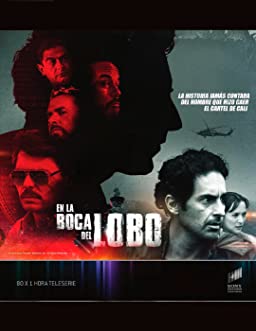 LA HISTORIA JAMÁS CONTADA
DEL HOMBRE QUE HIZO CAER
EL CARTEL DE CALI
EN LA
BOCA
DEL LOBO
80 X 1 HORA TELESERIE
SONY